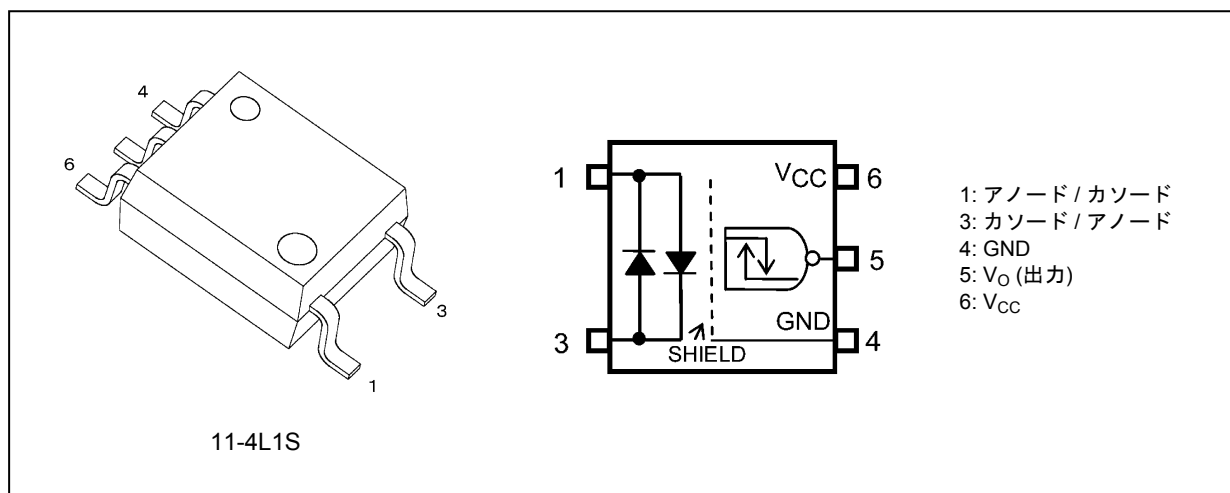 4
6
3
1
11-4L1S
1
3
VCC
6
5
GND
4
SHIELD
1: アノード / カソード
3: カソード / アノード
4: GND
5: VO (出力)
6: VCC